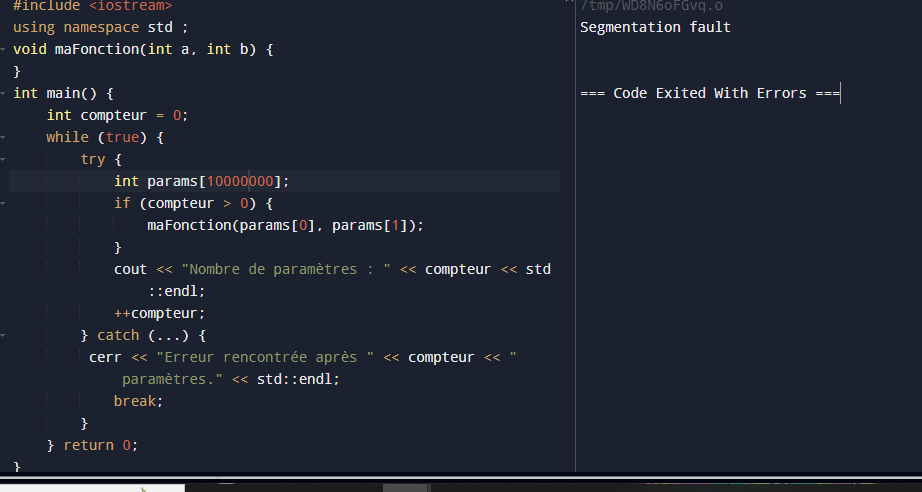 #include <iostream>
using namespace std ;
void maFonction(int a, int b) {
}
int main() {
int compteur = 0;
while (true) {
try {
int params[10000000];
if (compteur > 0) {
maFonction(params[0], params[1]);
}
cout << "Nombre de paramètres : " << compteur << std
::endl;
++compteur;
} catch (...) {
cerr << "Erreur rencontrée après " << compteur << "
paramètres." << std::endl;
break;
}
} return 0;
}
/tmp/WD8N6oFGvq.o
Segmentation fault
=== Code Exited With Errors ===